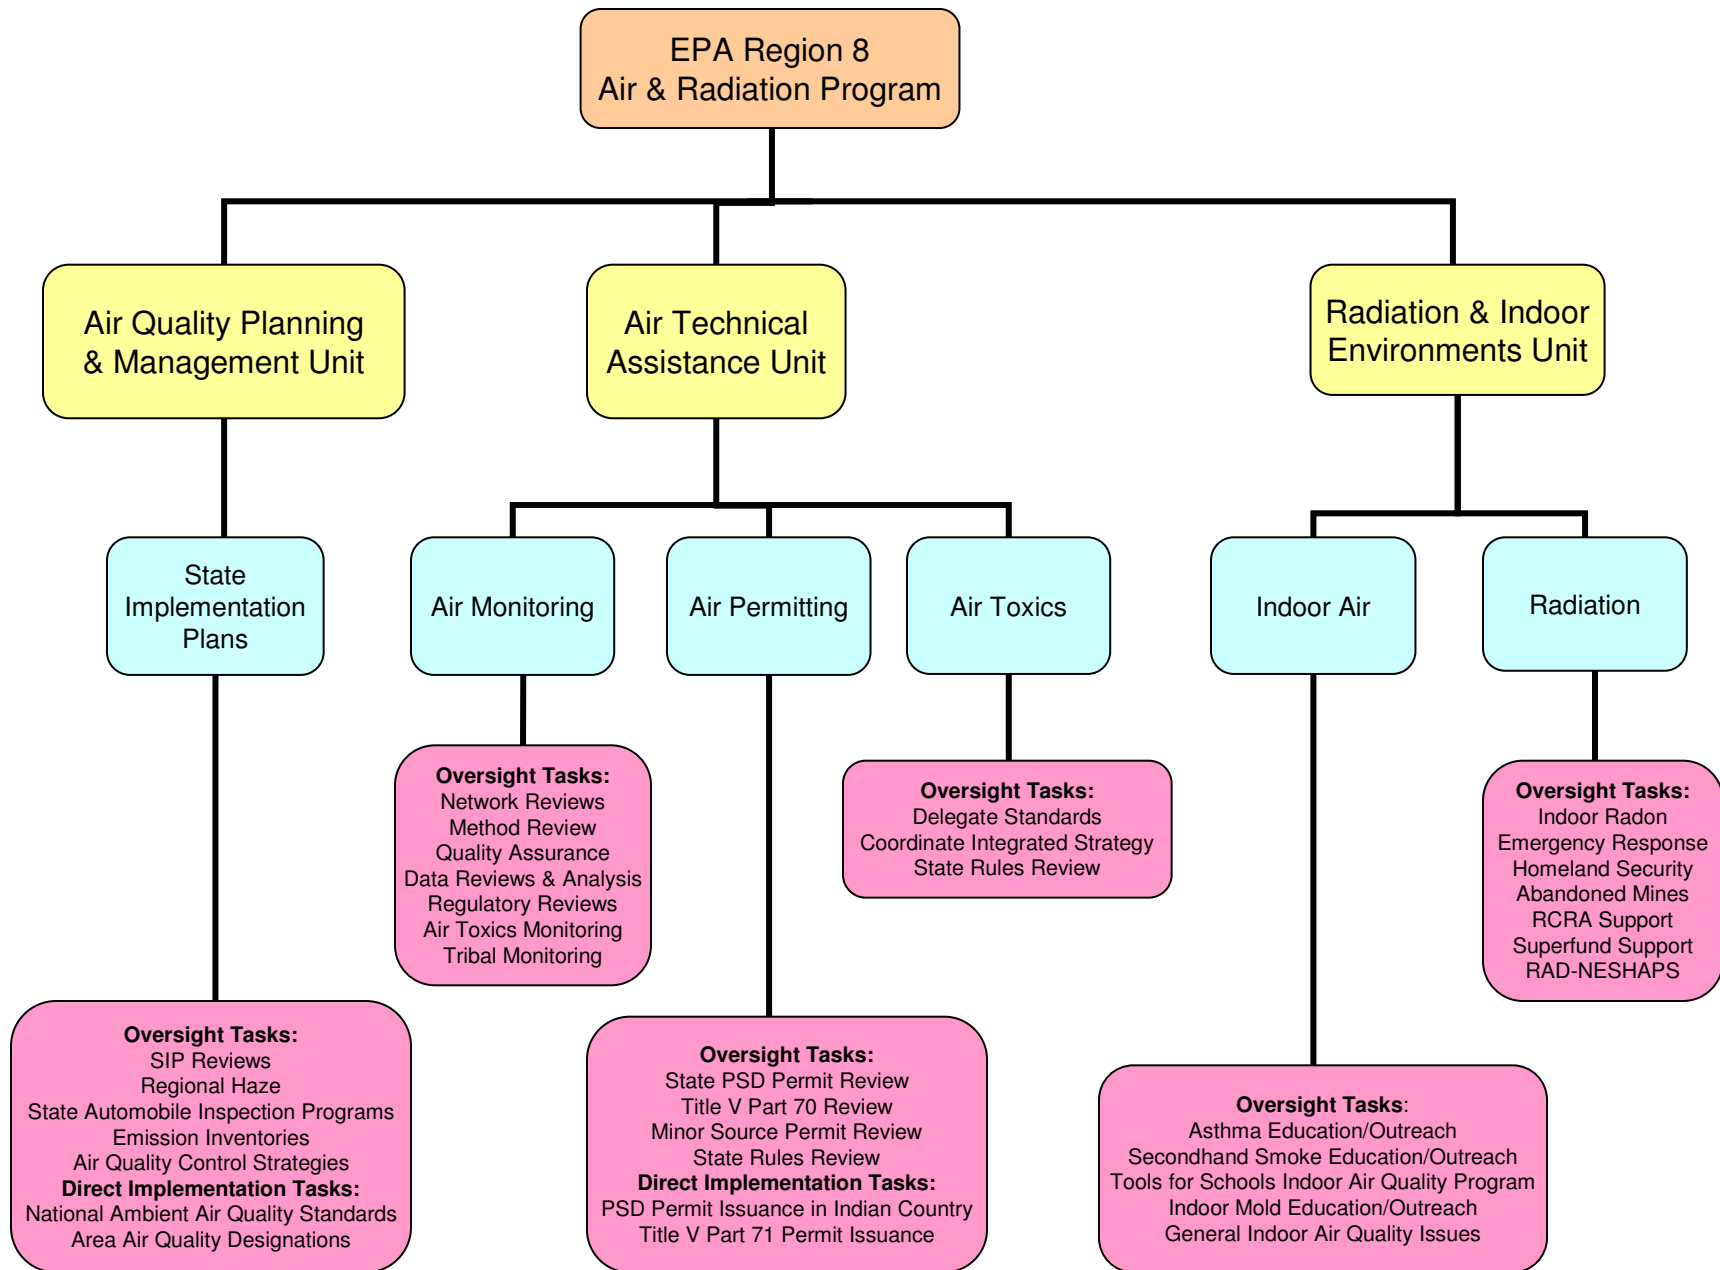 EPA Region 8
Air & Radiation Program
Air Quality Planning
& Management Unit
Air Technical
Assistance Unit
Radiation & Indoor
Environments Unit
State
Implementation
Plans
Air Monitoring
Air Permitting
Air Toxics
Indoor Air
Radiation
Oversight Tasks:
SIP Reviews
Regional Haze
State Automobile Inspection Programs
Emission Inventories
Air Quality Control Strategies
Direct Implementation Tasks:
National Ambient Air Quality Standards
Area Air Quality Designations
Oversight Tasks:
Network Reviews
Method Review
Quality Assurance
Data Reviews & Analysis
Regulatory Reviews
Air Toxics Monitoring
Tribal Monitoring
Oversight Tasks:
State PSD Permit Review
Title V Part 70 Review
Minor Source Permit Review
State Rules Review
Direct Implementation Tasks:
PSD Permit Issuance in Indian Country
Title V Part 71 Permit Issuance
Oversight Tasks:
Delegate Standards
Coordinate Integrated Strategy
State Rules Review
Oversight Tasks:
Asthma Education/Outreach
Secondhand Smoke Education/Outreach
Tools for Schools Indoor Air Quality Program
Indoor Mold Education/Outreach
General Indoor Air Quality Issues
Oversight Tasks:
Indoor Radon
Emergency Response
Homeland Security
Abandoned Mines
RCRA Support
Superfund Support
RAD-NESHAPS